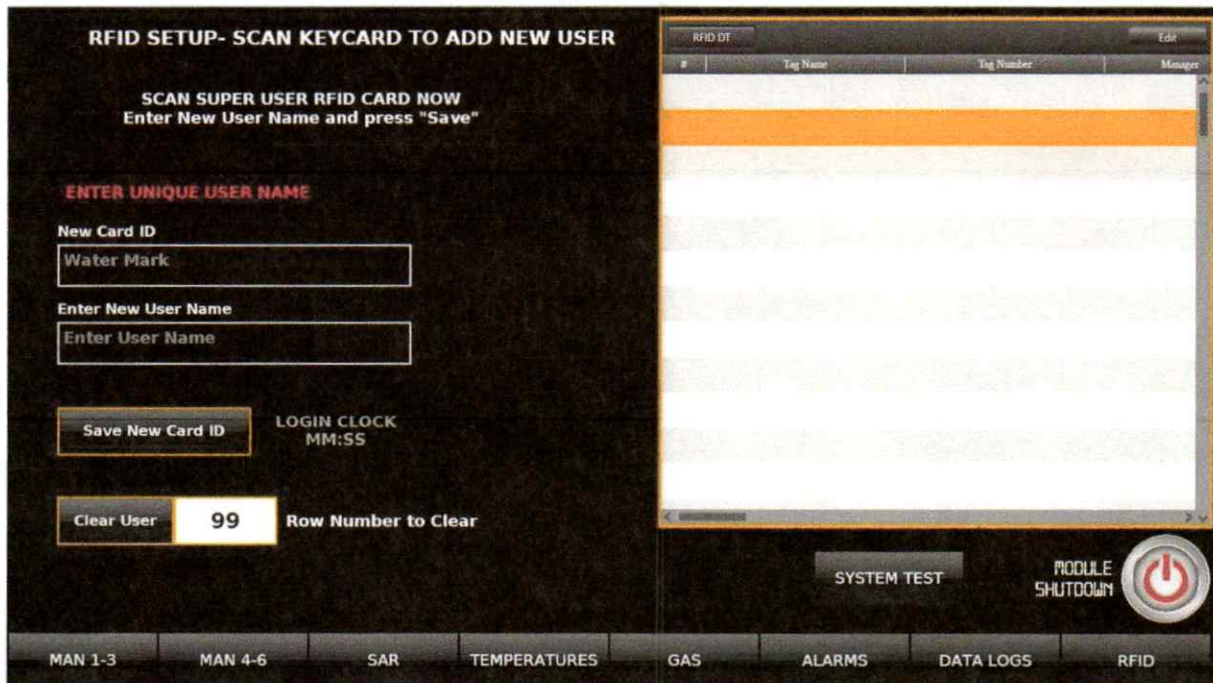 RFID SETUP- SCAN KEYCARD TO ADD NEW USER
SCAN SUPER USER RFID CARD NOW
Enter New User Name and press "Save"
ENTER UNIQUE USER NAME
New Card ID
Water Mark
Enter New User Name
Enter User Name
Save New Card ID
LOGIN CLOCK
MM:SS
Clear User
99
Row Number to Clear
RFID DT
Edit
# Tag Name Tag Number Manager
SYSTEM TEST
MODULE
SHUTDOWN
MAN 1-3 MAN 4-6 SAR TEMPERATURES GAS ALARMS DATA LOGS RFID